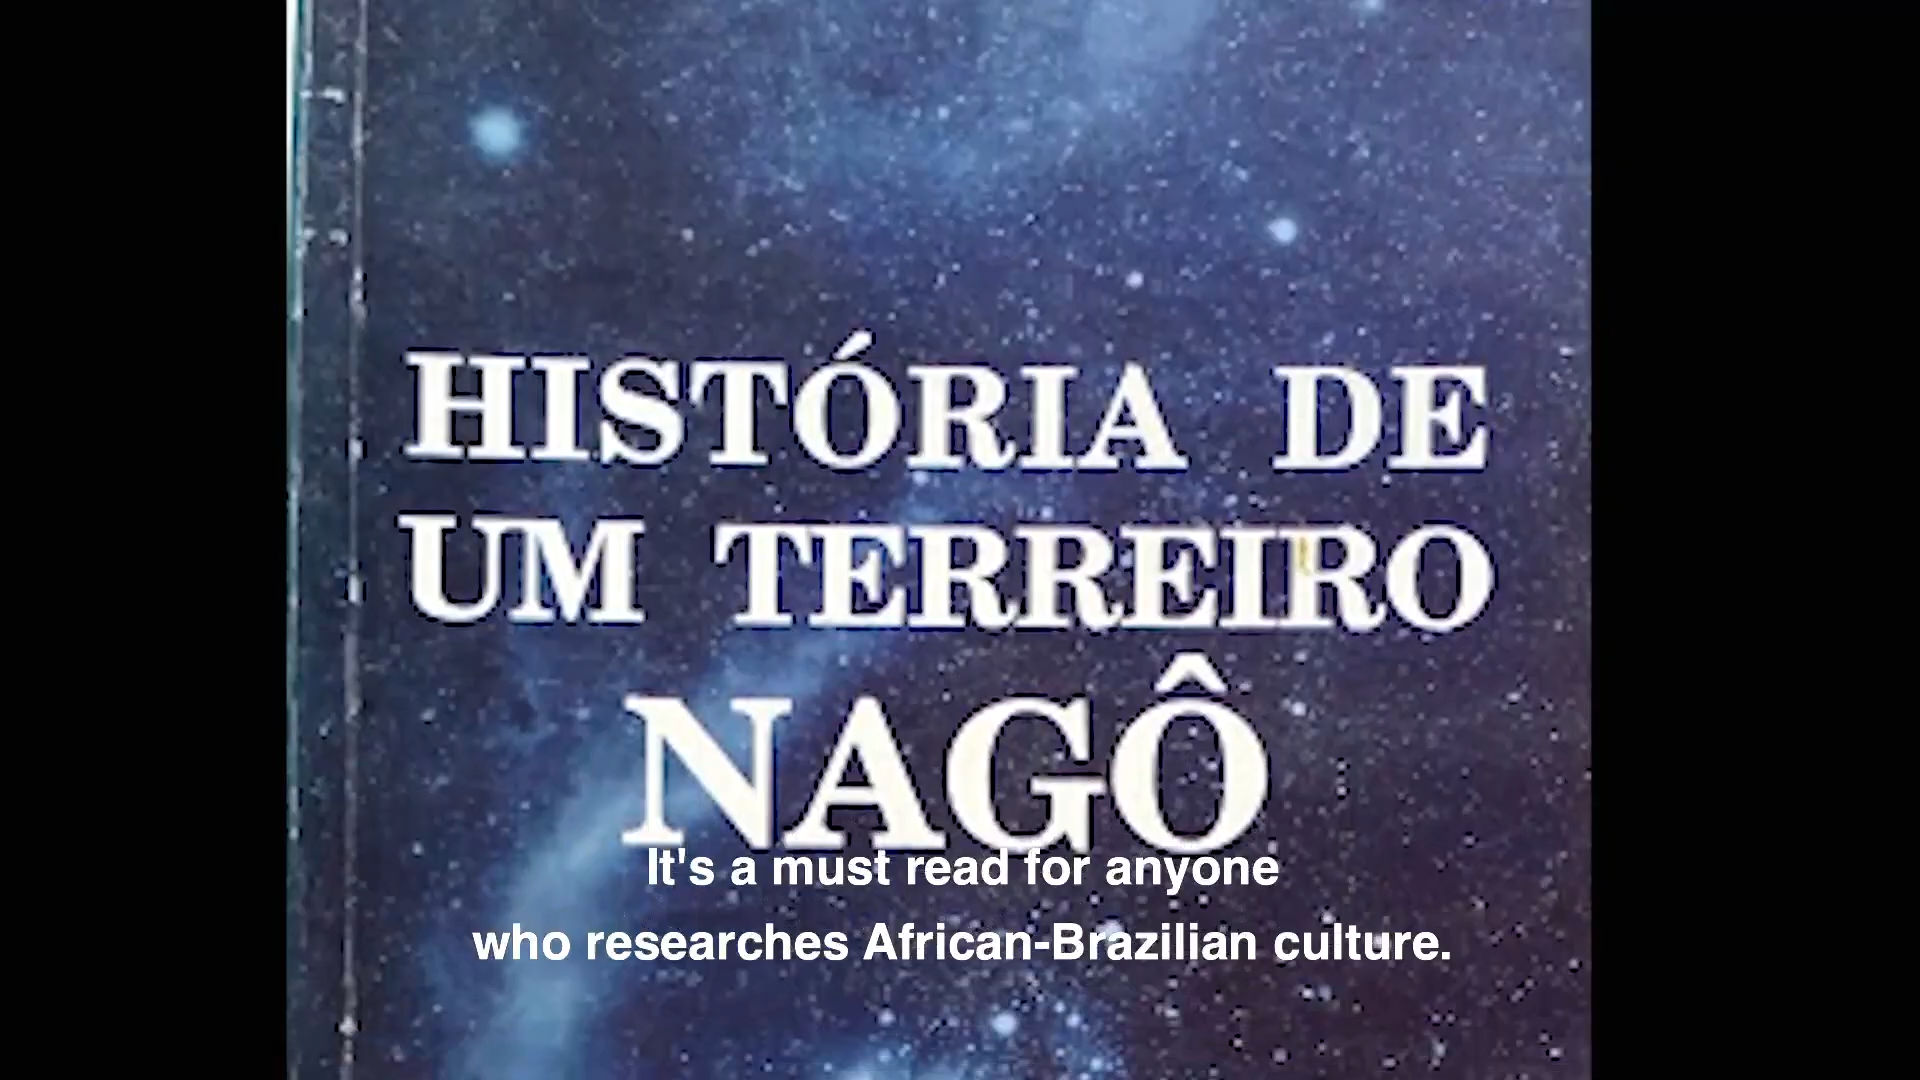 HISTÓRIA DE
UM TERREIRO
NAGÔ
It's a must read for anyone
who researches African-Brazilian culture.